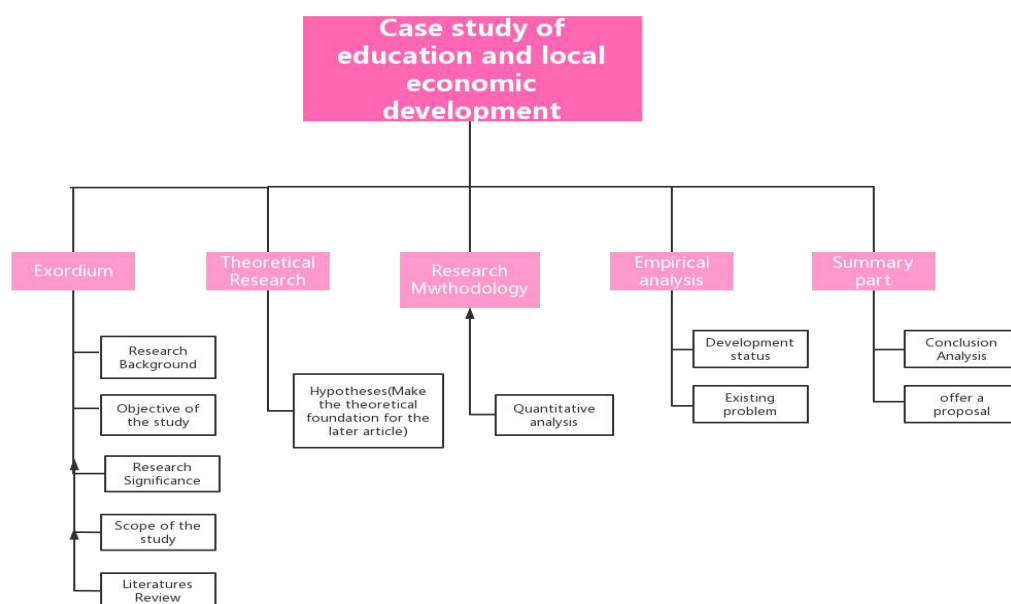 Case study of
education and local
economic
development
Exordium
Theoretical
Research
Research
Mwthodology
Empirical
analysis
Summary
part
Research
Background
Objective of
the study
Research
Significance
Scope of the
study
Literatures
Review
Hypotheses(Make
the theoretical
foundation for the
later article)
Quantitative
analysis
Development
status
Existing
problem
Conclusion
Analysis
offer a
proposal